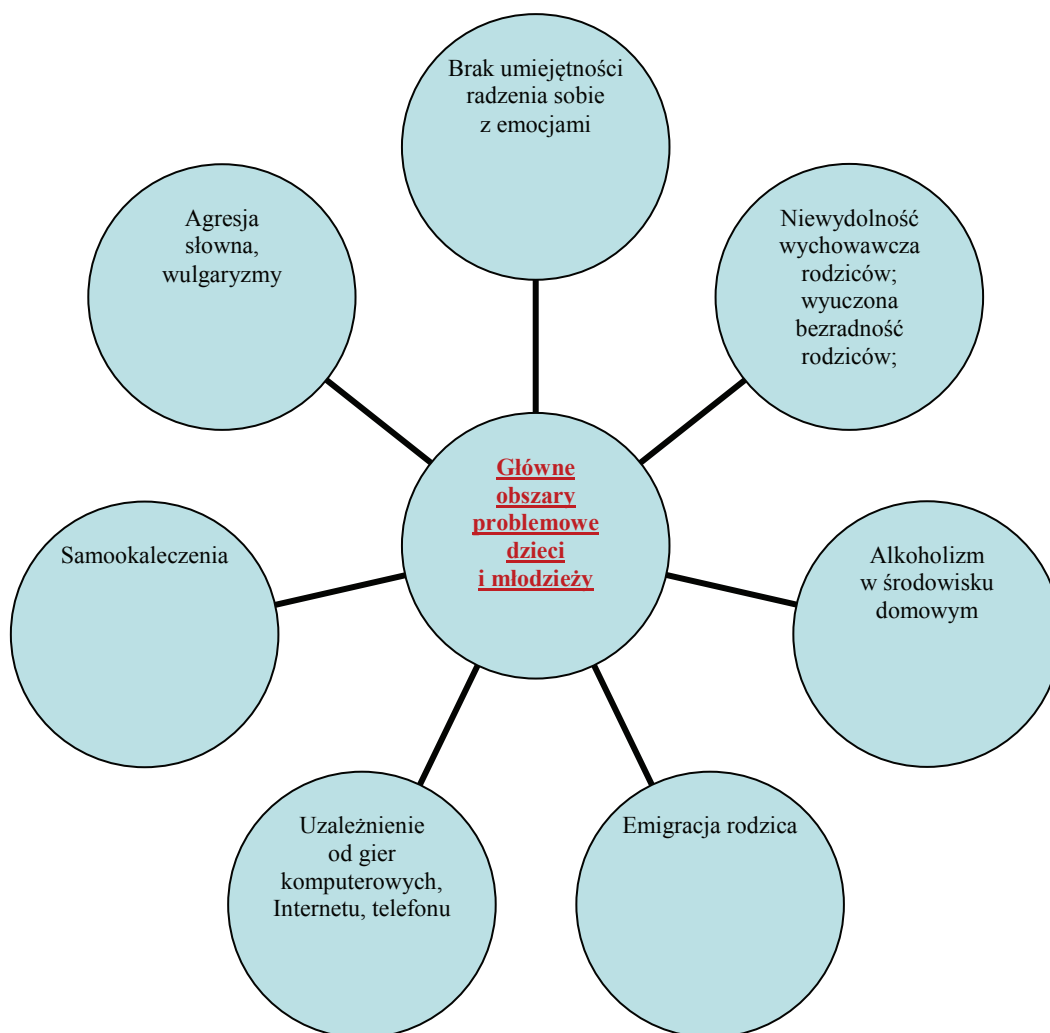 Brak umiejętności
radzenia sobie
z emocjami
Agresja
słowna,
wulgaryzmy
Niewydolność
wychowawcza
rodziców;
wyuczona
bezradność
rodziców;
Główne
obszary
problemowe
dzieci
i młodzieży
Samookaleczenia
Alkoholizm
w środowisku
domowym
Uzależnienie
od gier
komputerowych,
Internetu, telefonu
Emigracja rodzica